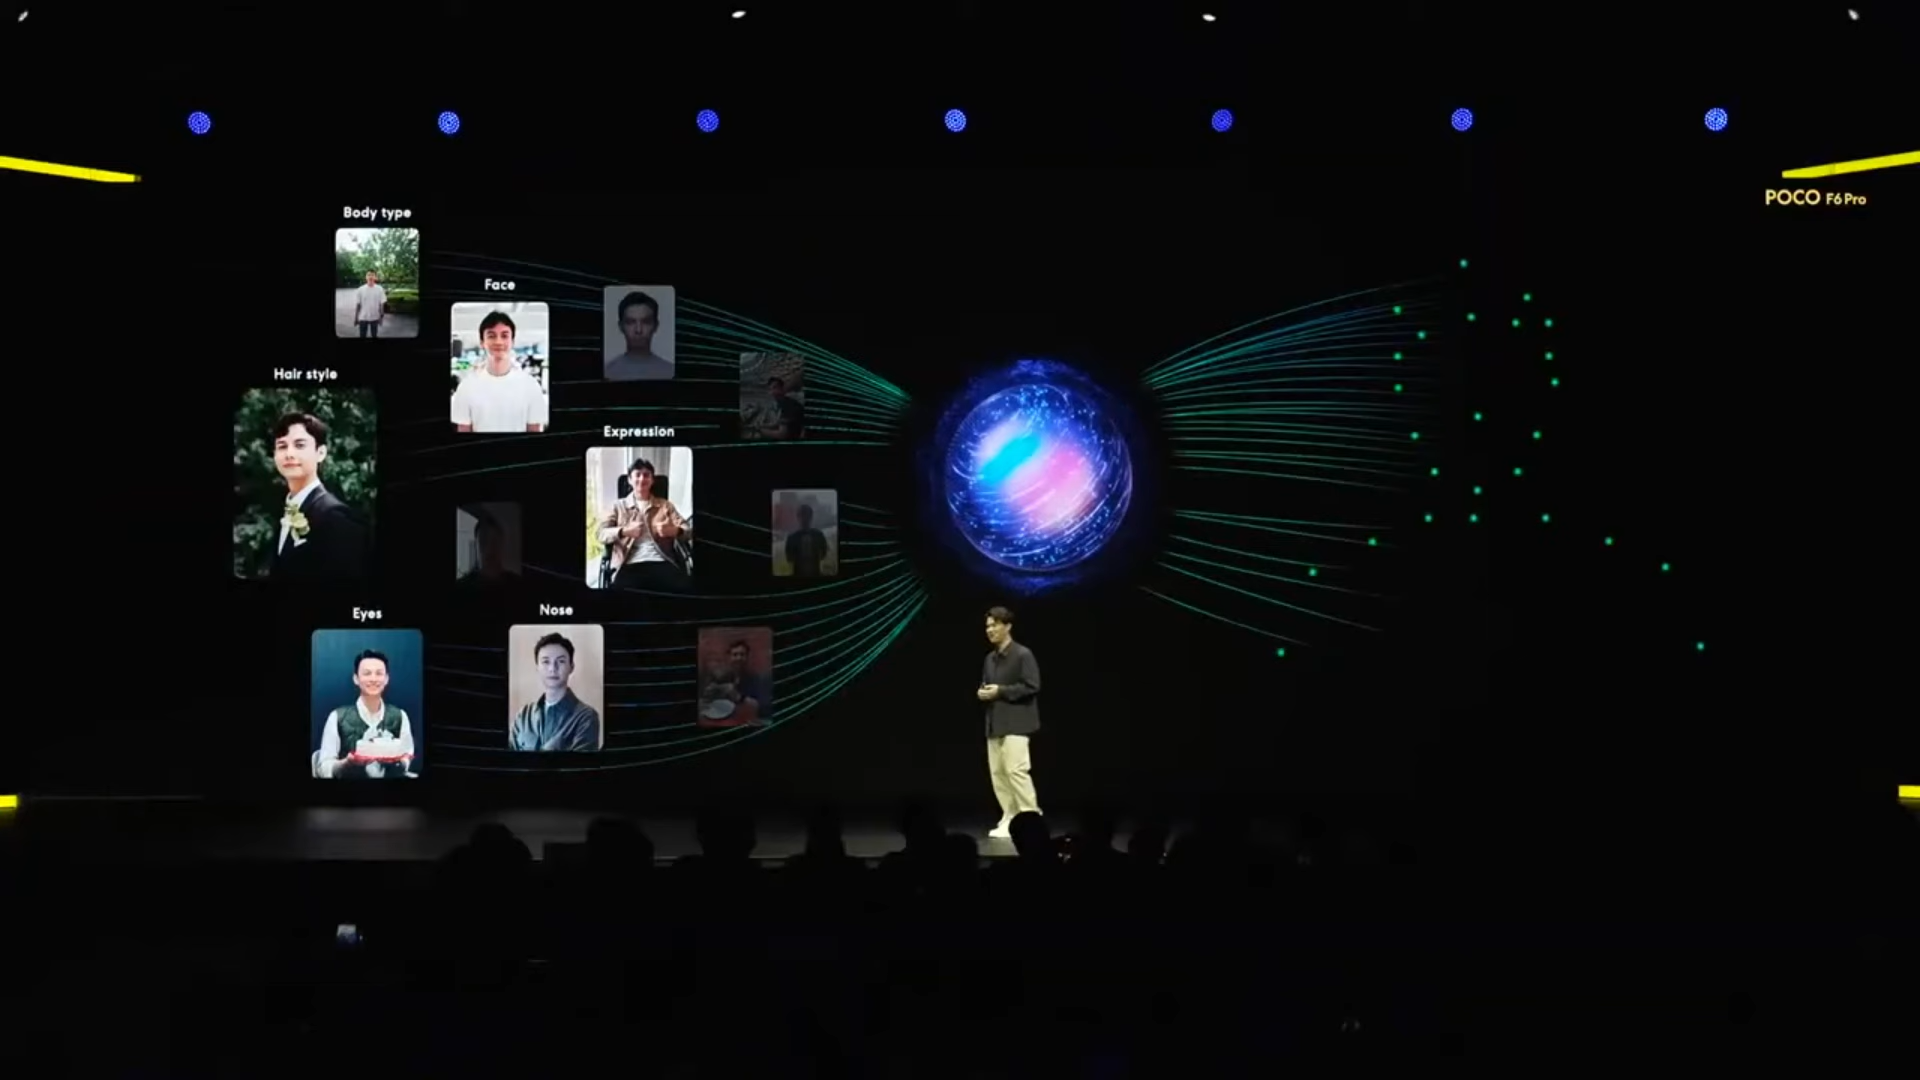 POCO F6 Pro
Body type
Face
Hair style
Expression
Eyes
Nose